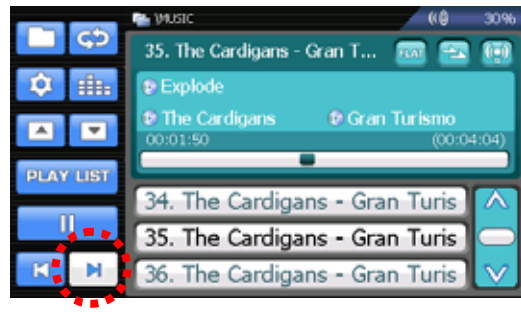 \MUSIC 30%
35. The Cardigans - Gran T... FLAT
Explode
The Cardigans Gran Turismo
00:01:50 (00:04:04)
PLAY LIST
34. The Cardigans - Gran Turis
35. The Cardigans - Gran Turis
36. The Cardigans - Gran Turis